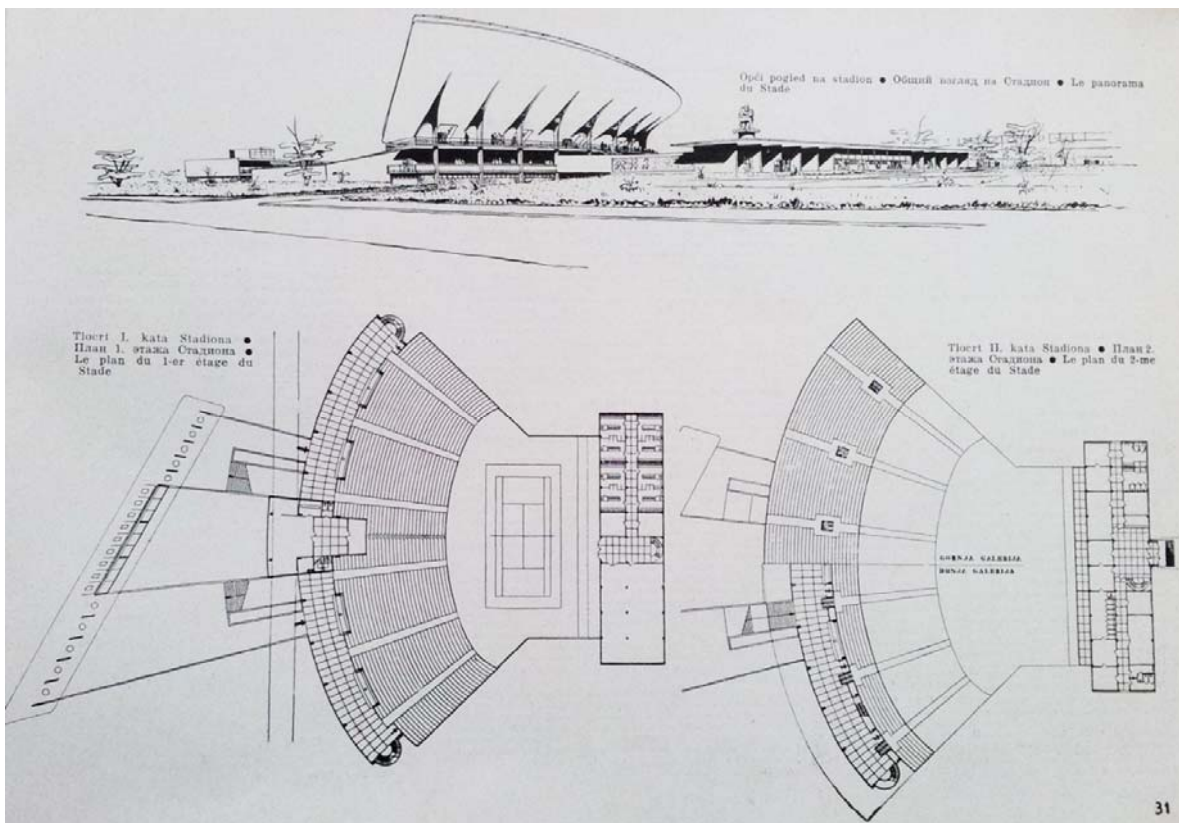 Opći pogled na stadion ● Общий взгляд на Стадион ● Le panorama
du Stade
Tlocrt I. kata Stadiona ●
План 1. этажа Стадиона ●
Le plan du 1-er étage du
Stade
Tlocrt II. kata Stadiona ● План 2.
этажа Стадиона ● Le plan du 2-me
étage du Stade
GORNJA GALERIJA
DONJA GALERIJA
31